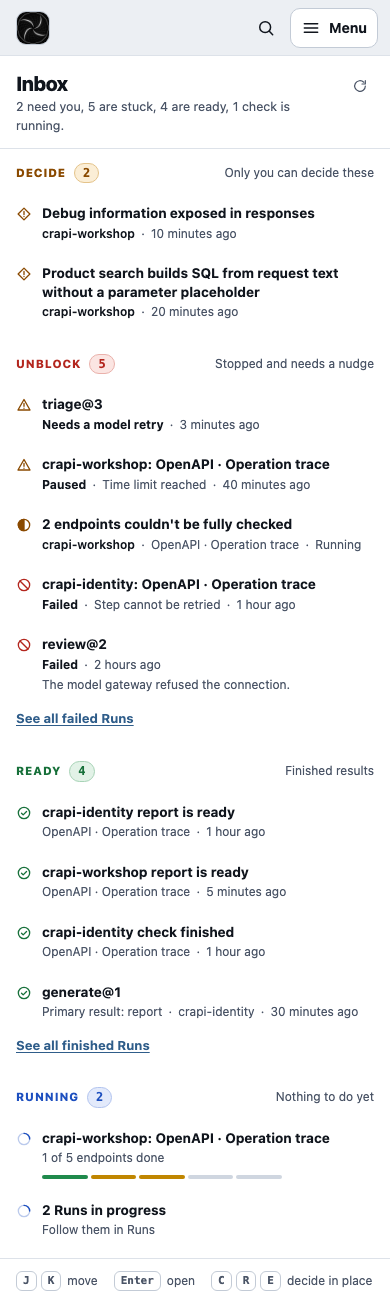 Menu
Inbox
2 need you, 5 are stuck, 4 are ready, 1 check is
running.
DECIDE 2 Only you can decide these
Debug information exposed in responses
crapi-workshop · 10 minutes ago
Product search builds SQL from request text
without a parameter placeholder
crapi-workshop · 20 minutes ago
UNBLOCK 5 Stopped and needs a nudge
triage@3
Needs a model retry · 3 minutes ago
crapi-workshop: OpenAPI · Operation trace
Paused · Time limit reached · 40 minutes ago
2 endpoints couldn't be fully checked
crapi-workshop · OpenAPI · Operation trace · Running
crapi-identity: OpenAPI · Operation trace
Failed · Step cannot be retried · 1 hour ago
review@2
Failed · 2 hours ago
The model gateway refused the connection.
See all failed Runs
READY 4 Finished results
crapi-identity report is ready
OpenAPI · Operation trace · 1 hour ago
crapi-workshop report is ready
OpenAPI · Operation trace · 5 minutes ago
crapi-identity check finished
OpenAPI · Operation trace · 1 hour ago
generate@1
Primary result: report · crapi-identity · 30 minutes ago
See all finished Runs
RUNNING 2 Nothing to do yet
crapi-workshop: OpenAPI · Operation trace
1 of 5 endpoints done
2 Runs in progress
Follow them in Runs
J K move Enter open C R E decide in place